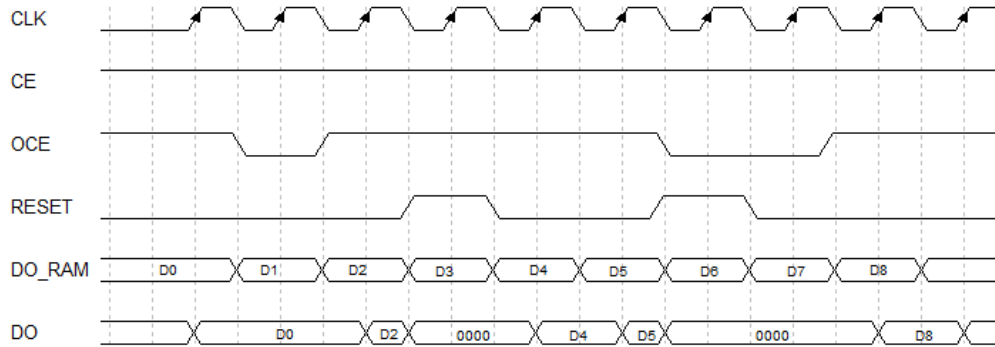 CLK
CE
OCE
RESET
DO_RAM D0 D1 D2 D3 D4 D5 D6 D7 D8
DO D0 D2 0000 D4 D5 0000 D8